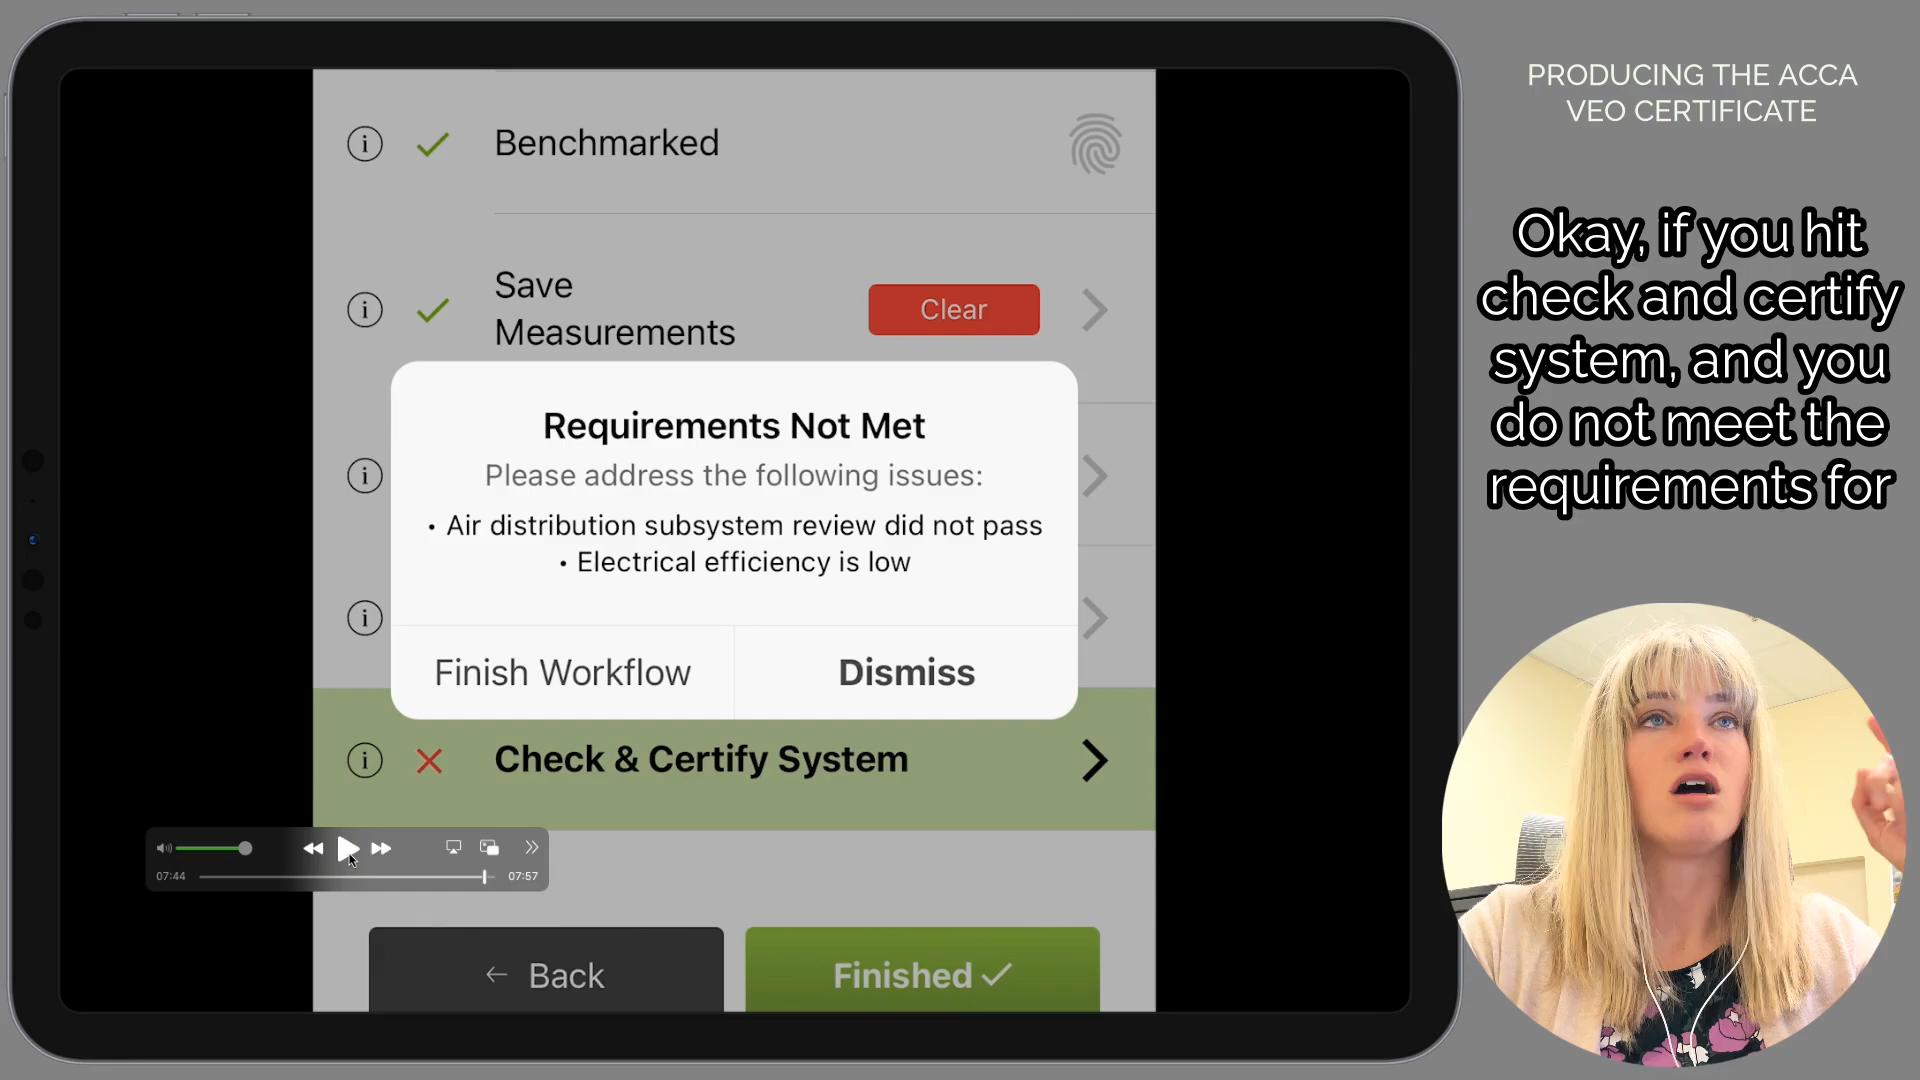 PRODUCING THE ACCA
VEO CERTIFICATE
Okay, if you hit
check and certify
system, and you
do not meet the
requirements for
Benchmarked
Save
Measurements
Clear
Requirements Not Met
Please address the following issues:
• Air distribution subsystem review did not pass
• Electrical efficiency is low
Finish Workflow
Dismiss
Check & Certify System
07:44
07:57
← Back
Finished ✓